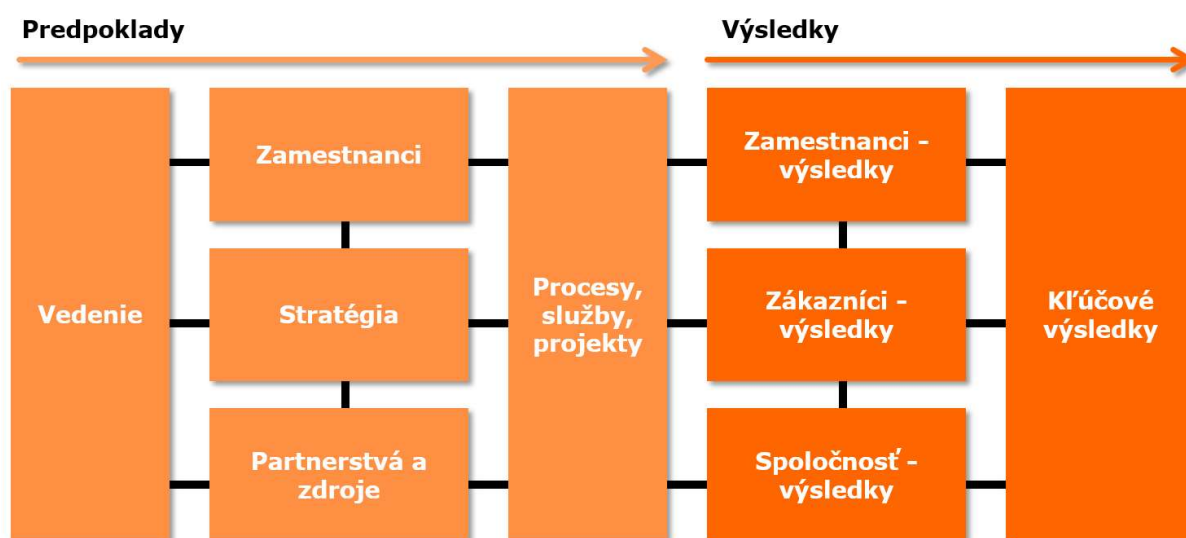 Predpoklady
Výsledky
Vedenie
Zamestnanci
Stratégia
Partnerstvá a
zdroje
Procesy,
služby,
projekty
Zamestnanci -
výsledky
Zákazníci -
výsledky
Spoločnosť -
výsledky
Kľúčové
výsledky